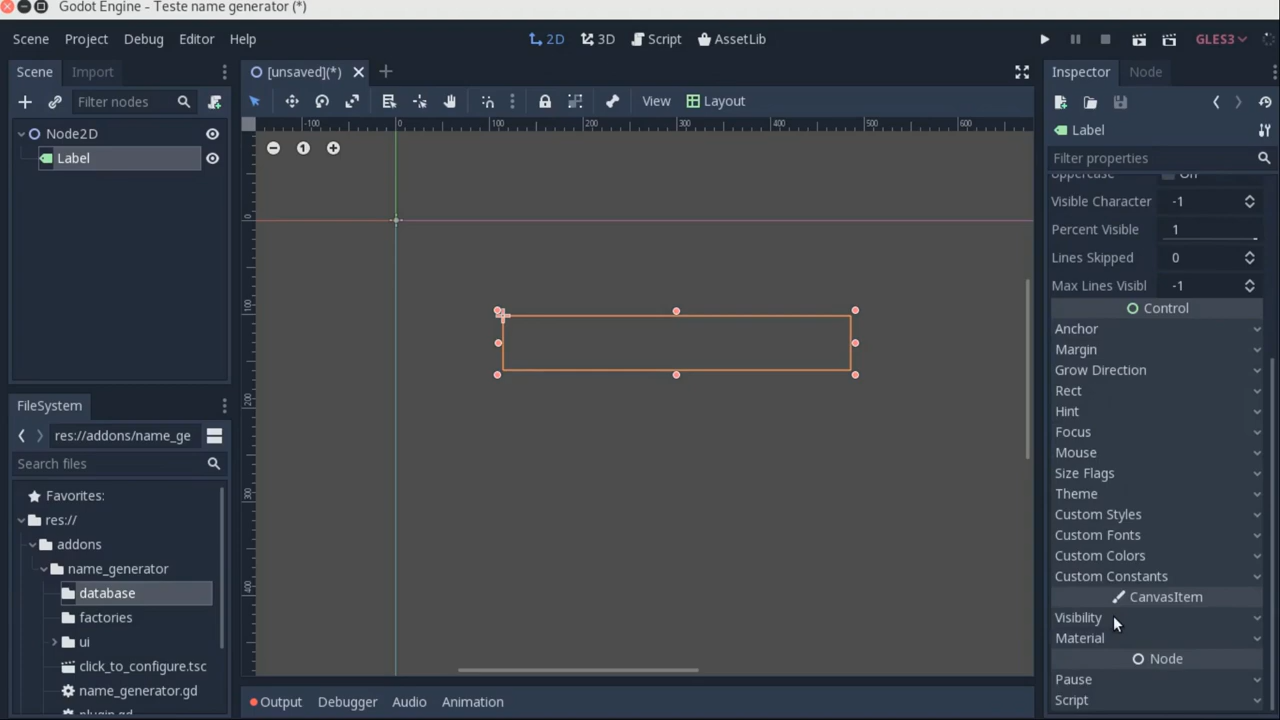 Godot Engine - Teste name generator (*)
Scene Project Debug Editor Help
2D 3D Script AssetLib
GLES3
Scene Import
[unsaved](*)
Inspector Node
Filter nodes
View Layout
Node2D
Label
Label
Filter properties
Uppercase On
Visible Character -1
Percent Visible 1
Lines Skipped 0
Max Lines Visibl -1
Control
Anchor
Margin
Grow Direction
Rect
Hint
Focus
Mouse
Size Flags
Theme
Custom Styles
Custom Fonts
Custom Colors
Custom Constants
CanvasItem
Visibility
Material
Node
Pause
Script
-100 0 100 200 300 400 500 600
0
100
200
300
400
1
FileSystem
res://addons/name_ge
Search files
Favorites:
res://
addons
name_generator
database
factories
ui
click_to_configure.tsc
name_generator.gd
plugin.gd
Output Debugger Audio Animation